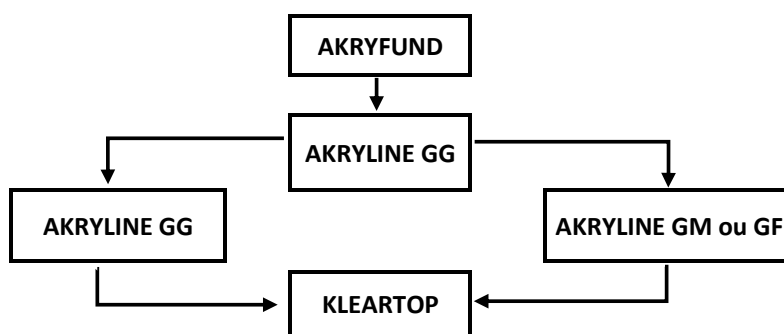 AKRYFUND
AKRYLINE GG
AKRYLINE GG
AKRYLINE GM ou GF
KLEARTOP